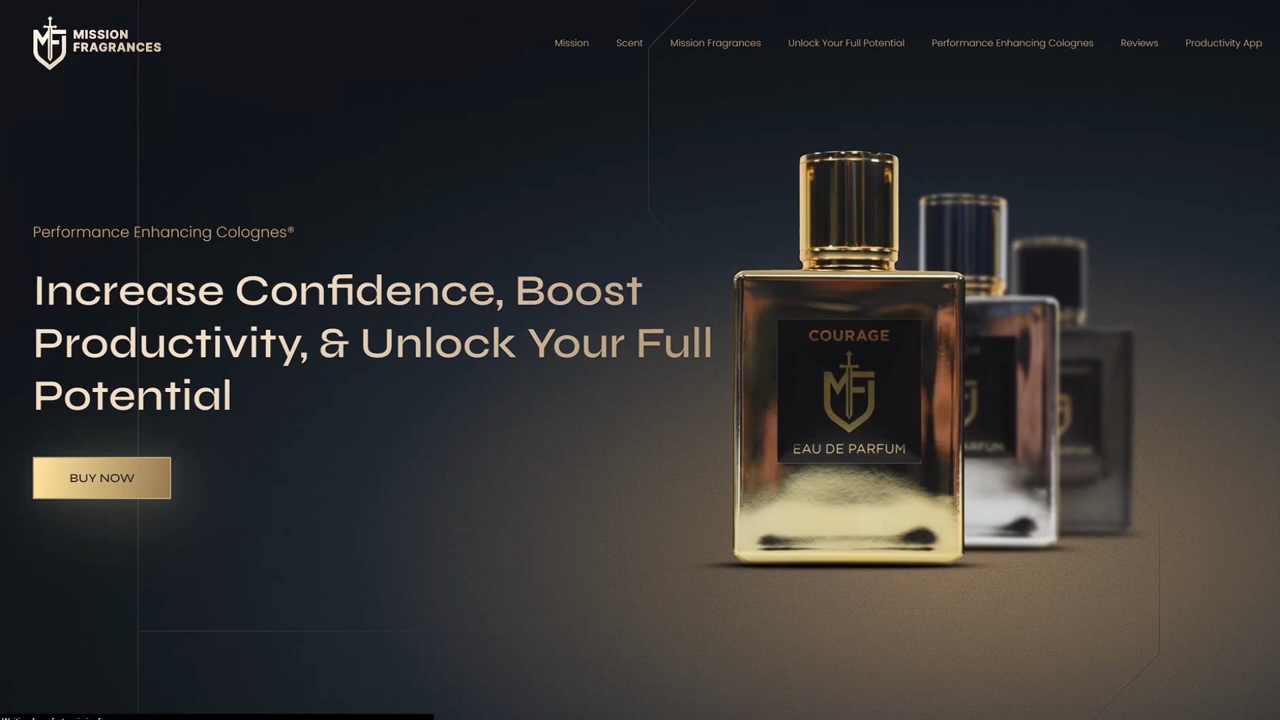 MISSION
FRAGRANCES
Mission
Scent
Mission Fragrances
Unlock Your Full Potential
Performance Enhancing Colognes
Reviews
Productivity App
Performance Enhancing Colognes®
Increase Confidence, Boost
Productivity, & Unlock Your Full
Potential
BUY NOW
COURAGE
MF
EAU DE PARFUM